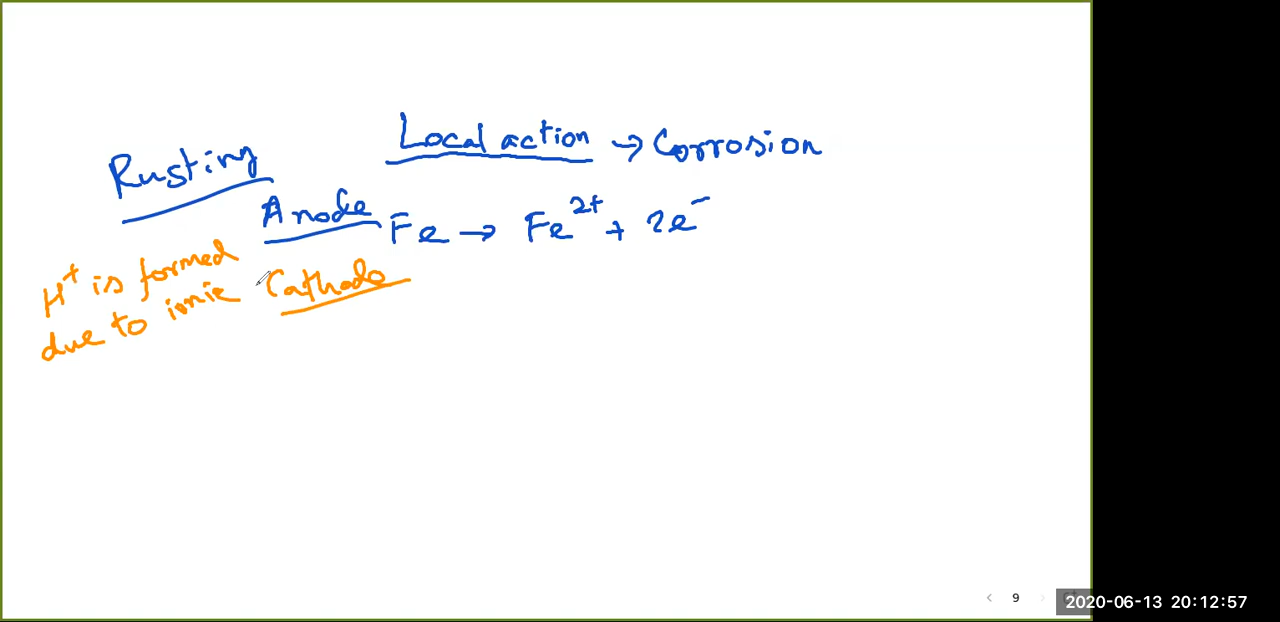 Local action → Corrosion
Rusting
Anode Fe → Fe²⁺ + 2e⁻
H⁺ is formed
due to ionic
Cathode
9
2020-06-13 20:12:57